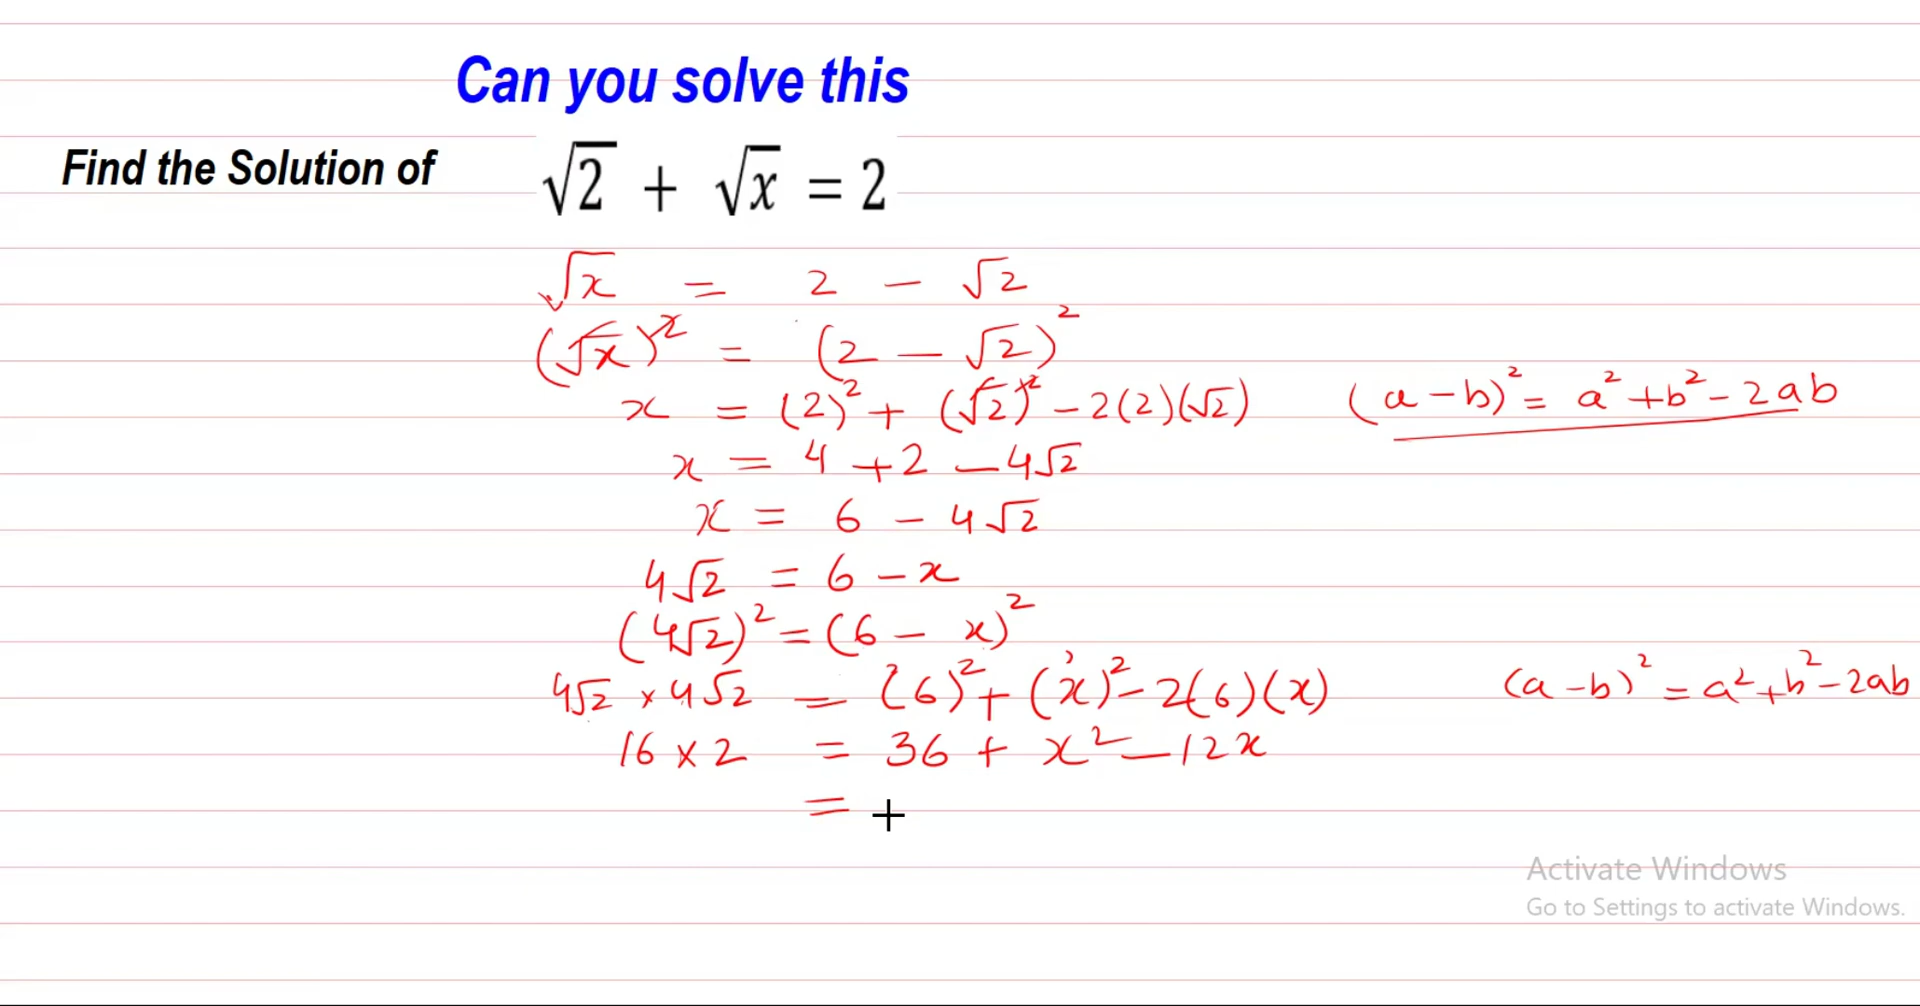 Can you solve this
Find the Solution of √2 + √x = 2
√x = 2 − √2
(√x)² = (2 − √2)²
x = (2)² + (√2)² − 2(2)(√2) (a − b)² = a² + b² − 2ab
x = 4 + 2 − 4√2
x = 6 − 4√2
4√2 = 6 − x
(4√2)² = (6 − x)²
4√2 × 4√2 = (6)² + (x)² − 2(6)(x) (a − b)² = a² + b² − 2ab
16 × 2 = 36 + x² − 12x
=
Activate Windows
Go to Settings to activate Windows.